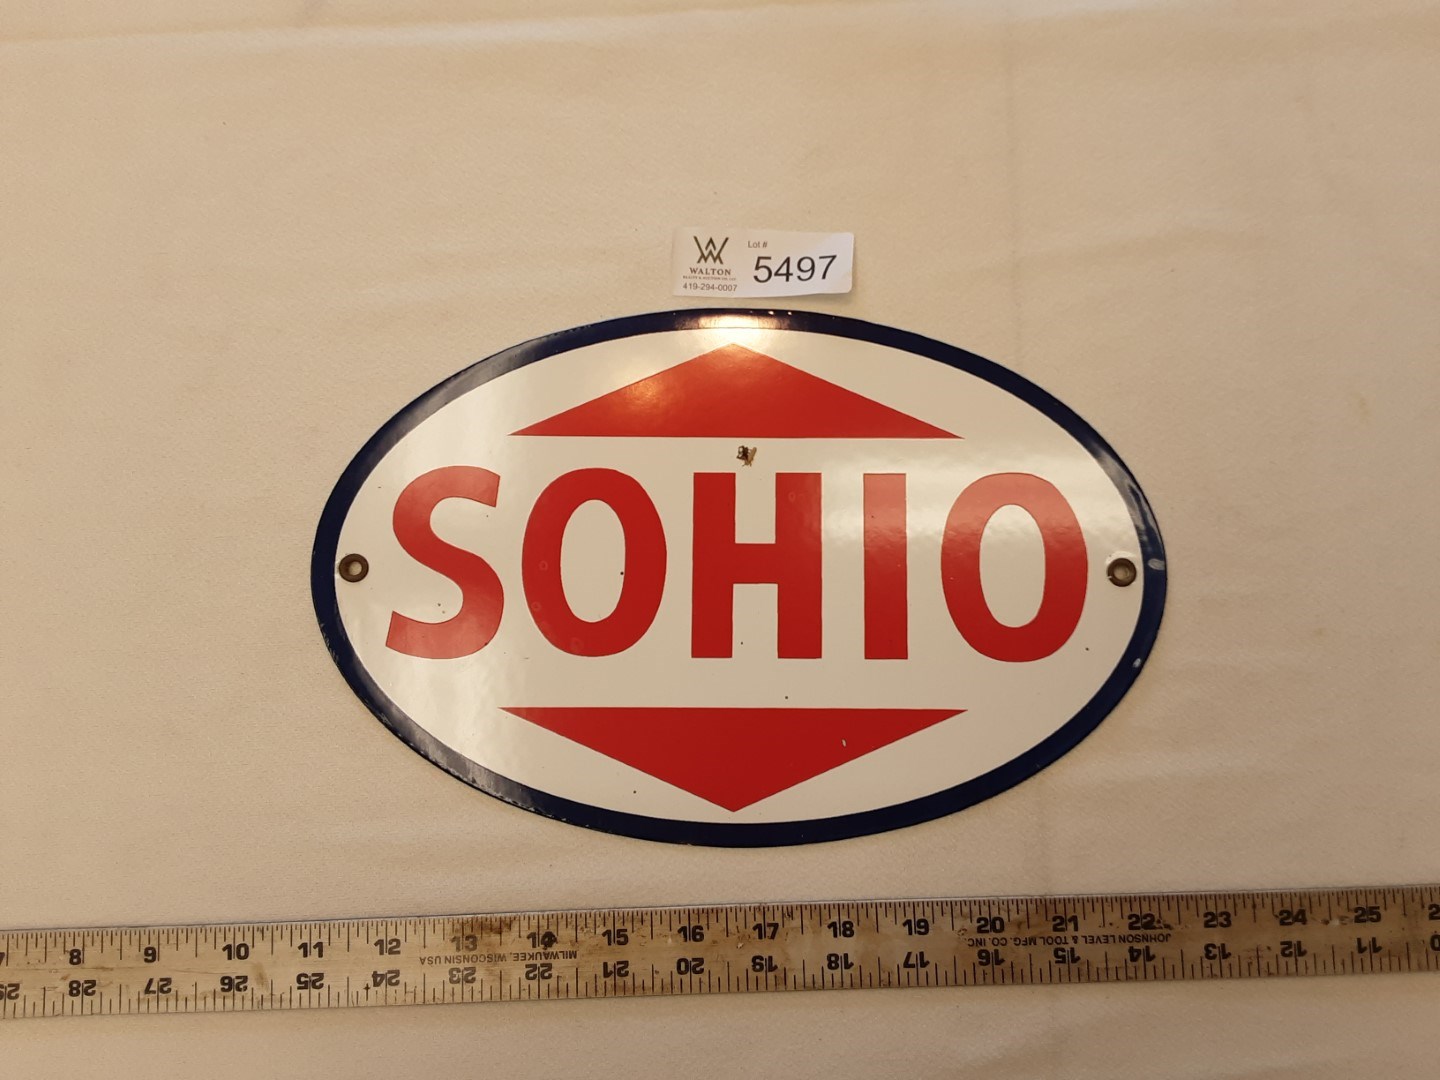 WALTON
419-294-0007
Lot #
5497
SOHIO
8 9 10 11 12 13 14 15 16 17 18 19 20 21 22 23 24 25
MILWAUKEE, WISCONSIN USA
JOHNSON LEVEL & TOOL MFG. CO. INC.
29 28 27 26 25 24 23 22 21 20 19 18 17 16 15 14 13 12 11